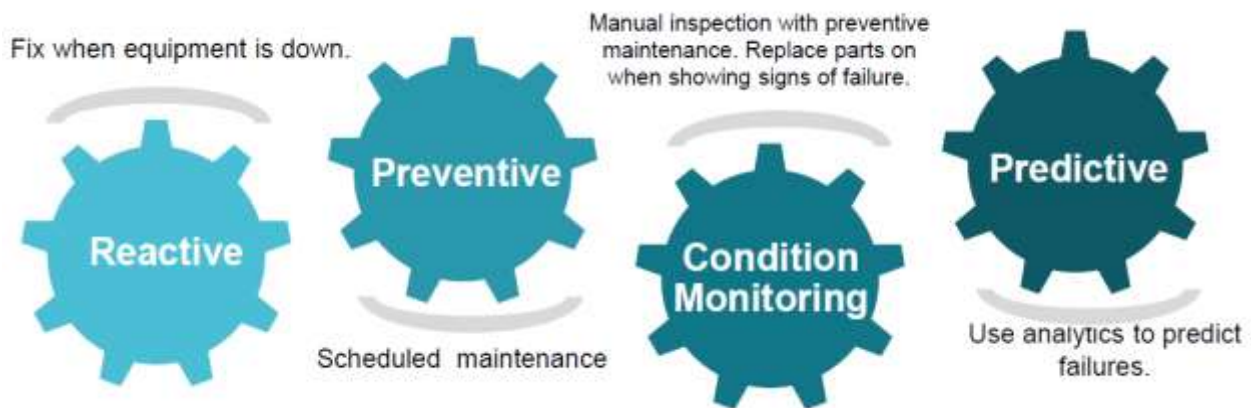 Fix when equipment is down.
Reactive
Preventive
Scheduled maintenance
Manual inspection with preventive
maintenance. Replace parts on
when showing signs of failure.
Condition
Monitoring
Predictive
Use analytics to predict
failures.